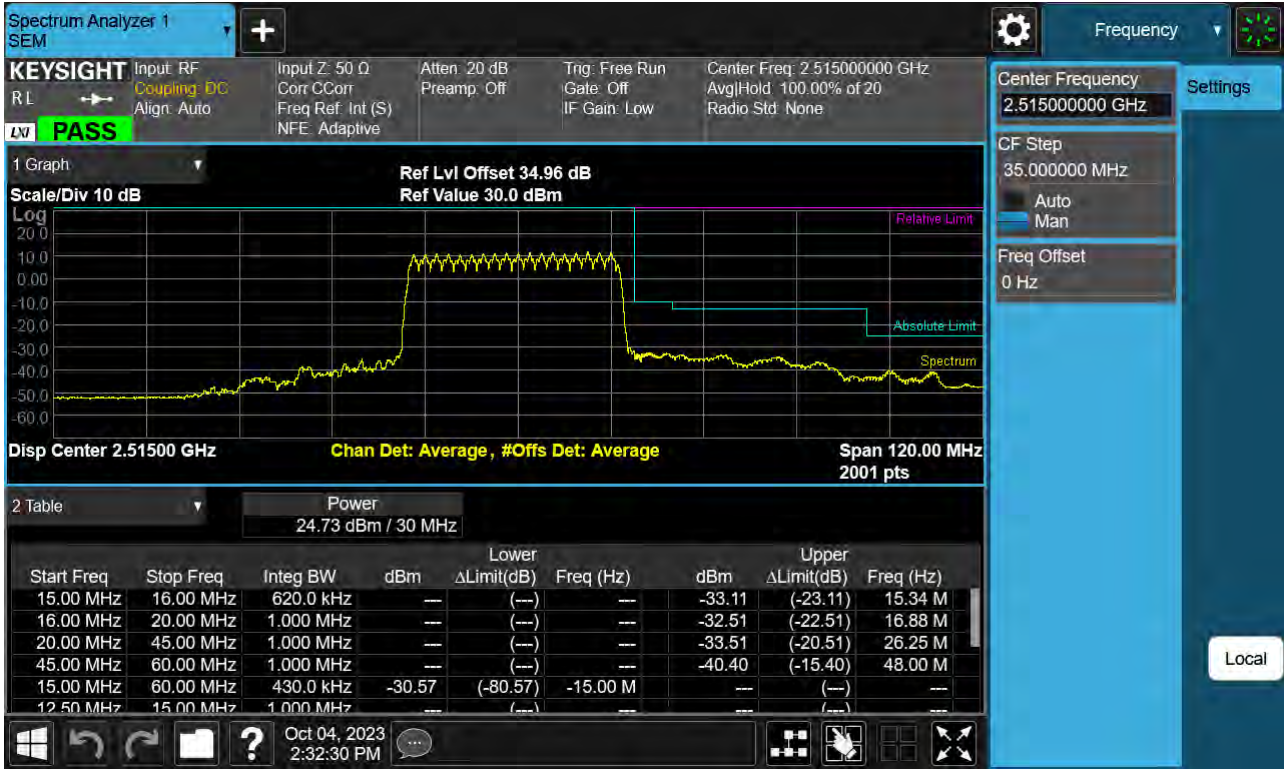 Spectrum Analyzer 1
SEM
Frequency
KEYSIGHT
Input: RF
Coupling: DC
Align: Auto
Input Z: 50 Ω
Corr CCorr
Freq Ref: Int (S)
NFE: Adaptive
Atten: 20 dB
Preamp: Off
Trig: Free Run
Gate: Off
IF Gain: Low
Center Freq: 2.515000000 GHz
Avg|Hold: 100.00% of 20
Radio Std: None
R L
LXI
PASS
Center Frequency
2.515000000 GHz
Settings
CF Step
35.000000 MHz
Auto
Man
Freq Offset
0 Hz
Local
1 Graph
Scale/Div 10 dB
Ref Lvl Offset 34.96 dB
Ref Value 30.0 dBm
Log
20.0
10.0
0.00
-10.0
-20.0
-30.0
-40.0
-50.0
-60.0
Relative Limit
Absolute Limit
Spectrum
Disp Center 2.51500 GHz
Chan Det: Average , #Offs Det: Average
Span 120.00 MHz
2001 pts
2 Table
Power
24.73 dBm / 30 MHz
Lower Upper
Start Freq Stop Freq Integ BW dBm ΔLimit(dB) Freq (Hz) dBm ΔLimit(dB) Freq (Hz)
15.00 MHz 16.00 MHz 620.0 kHz --- (---) --- -33.11 (-23.11) 15.34 M
16.00 MHz 20.00 MHz 1.000 MHz --- (---) --- -32.51 (-22.51) 16.88 M
20.00 MHz 45.00 MHz 1.000 MHz --- (---) --- -33.51 (-20.51) 26.25 M
45.00 MHz 60.00 MHz 1.000 MHz --- (---) --- -40.40 (-15.40) 48.00 M
15.00 MHz 60.00 MHz 430.0 kHz -30.57 (-80.57) -15.00 M --- (---) ---
12.50 MHz 15.00 MHz 1.000 MHz --- (---) --- --- (---) ---
Oct 04, 2023
2:32:30 PM